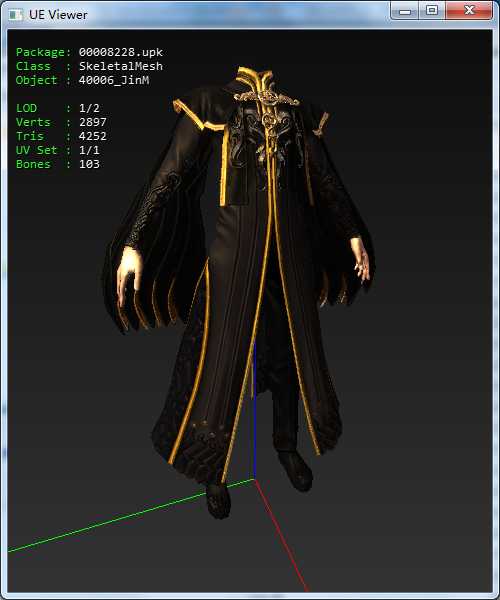 UE Viewer
Package: 00008228.upk
Class : SkeletalMesh
Object : 40006_JinM
LOD : 1/2
Verts : 2897
Tris : 4252
UV Set : 1/1
Bones : 103